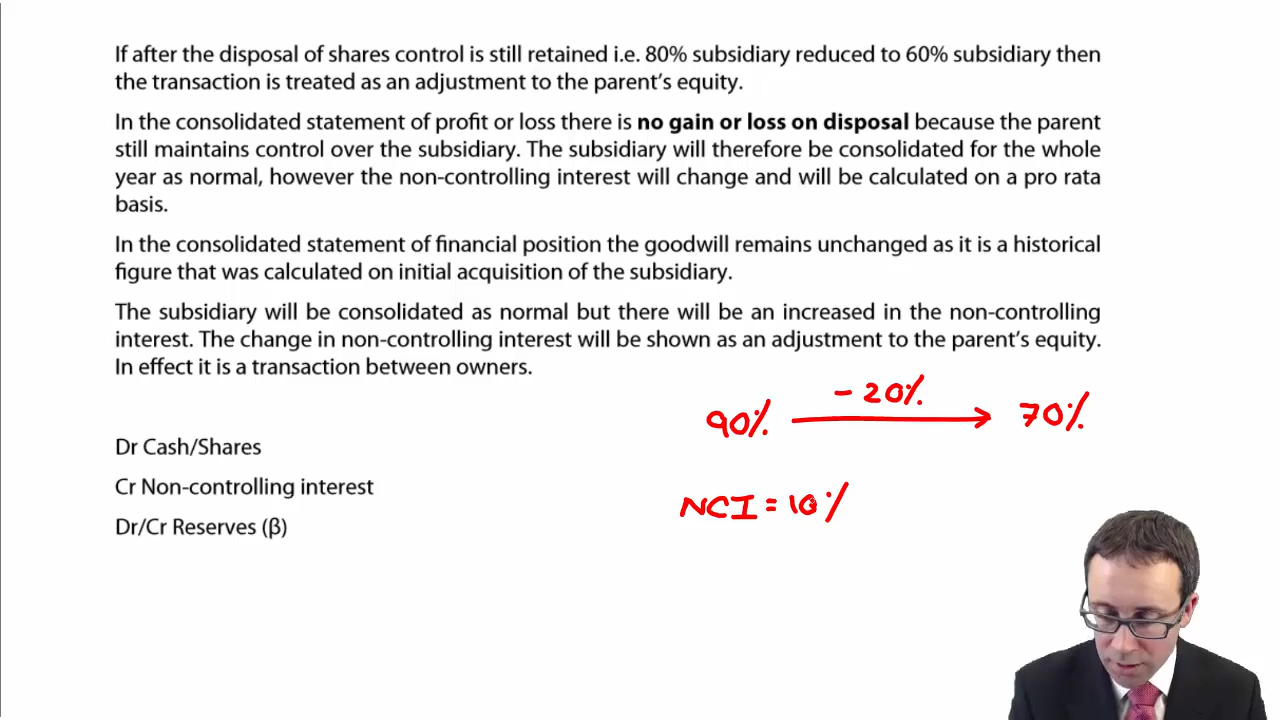 If after the disposal of shares control is still retained i.e. 80% subsidiary reduced to 60% subsidiary then
the transaction is treated as an adjustment to the parent's equity.
In the consolidated statement of profit or loss there is no gain or loss on disposal because the parent
still maintains control over the subsidiary. The subsidiary will therefore be consolidated for the whole
year as normal, however the non-controlling interest will change and will be calculated on a pro rata
basis.
In the consolidated statement of financial position the goodwill remains unchanged as it is a historical
figure that was calculated on initial acquisition of the subsidiary.
The subsidiary will be consolidated as normal but there will be an increased in the non-controlling
interest. The change in non-controlling interest will be shown as an adjustment to the parent's equity.
In effect it is a transaction between owners.
- 20%
90% → 70%
Dr Cash/Shares
Cr Non-controlling interest
NCI = 10%
Dr/Cr Reserves (β)